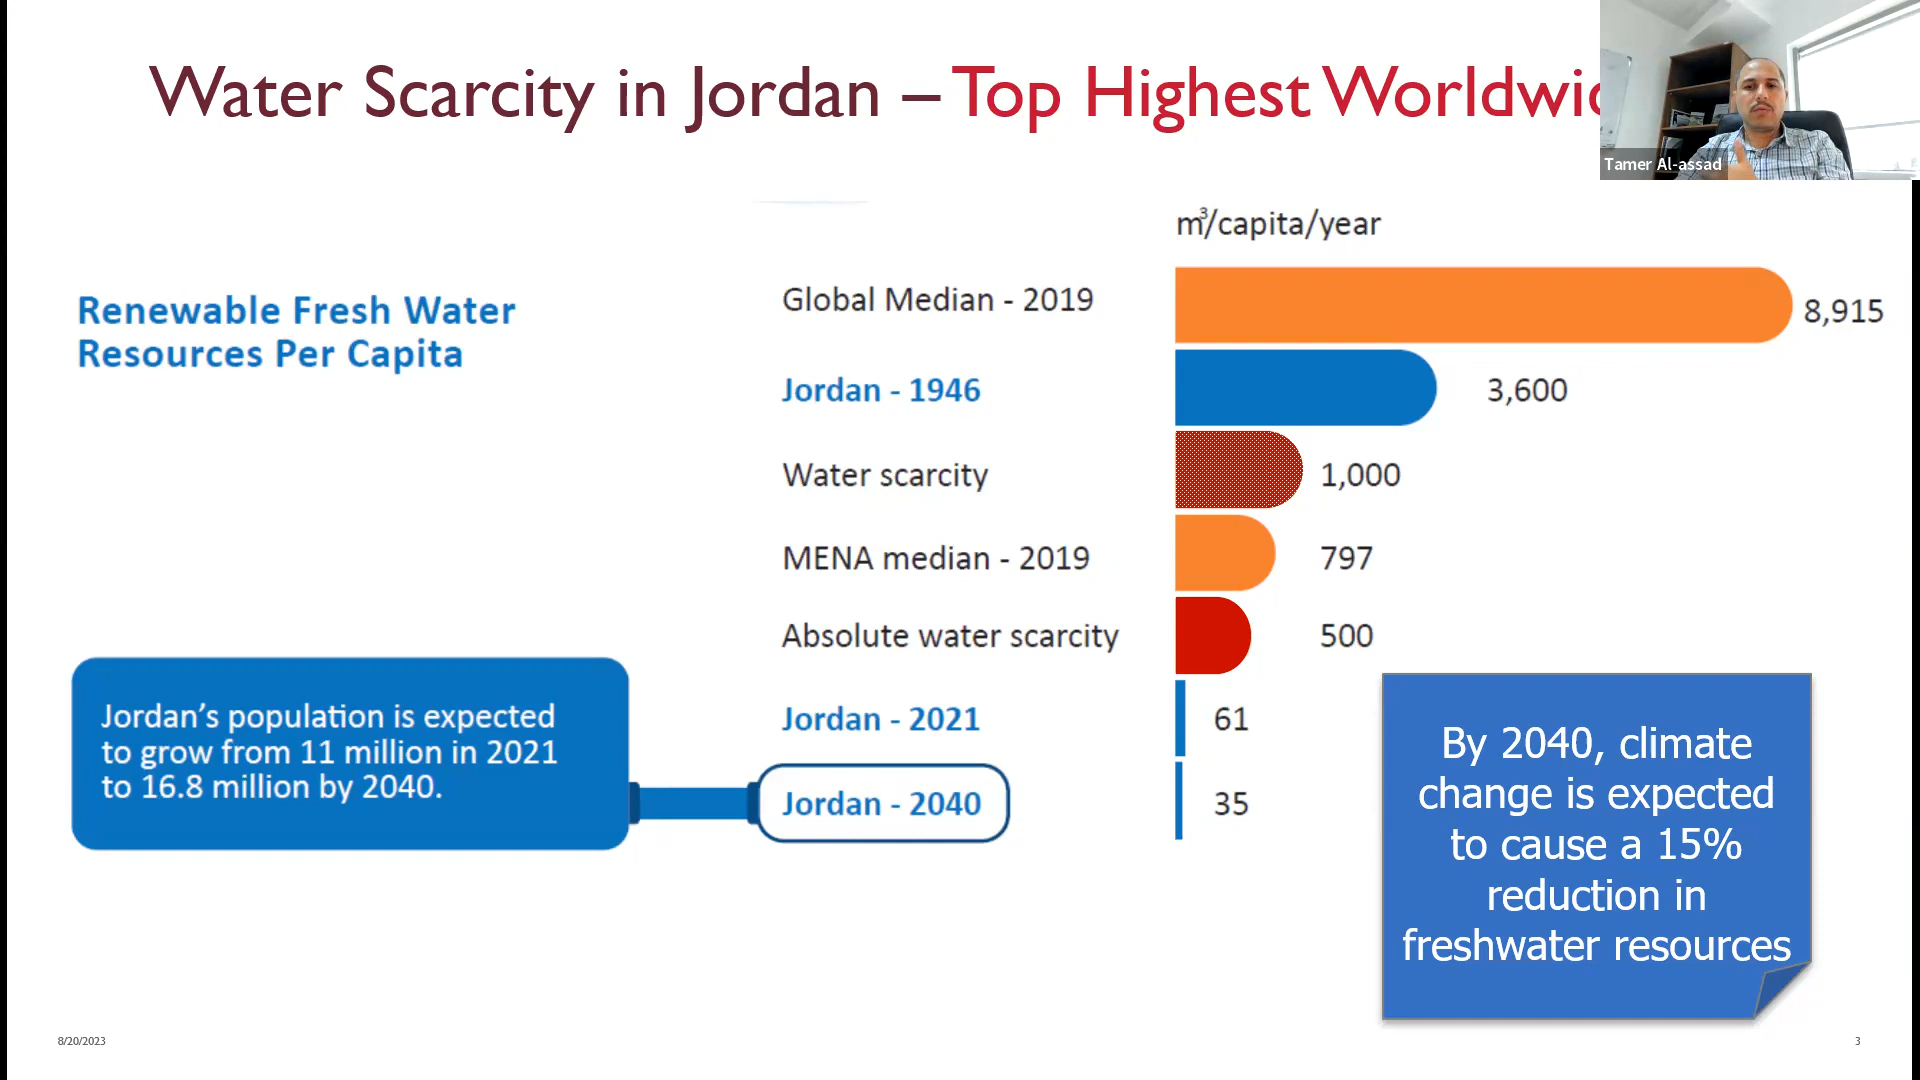 Water Scarcity in Jordan – Top Highest
Tamer Al-assad
m³/capita/year
Renewable Fresh Water
Resources Per Capita
Global Median - 2019 8,915
Jordan - 1946 3,600
Water scarcity 1,000
MENA median - 2019 797
Absolute water scarcity 500
Jordan - 2021 61
Jordan - 2040 35
Jordan’s population is expected
to grow from 11 million in 2021
to 16.8 million by 2040.
By 2040, climate
change is expected
to cause a 15%
reduction in
freshwater resources
8/20/2023
3